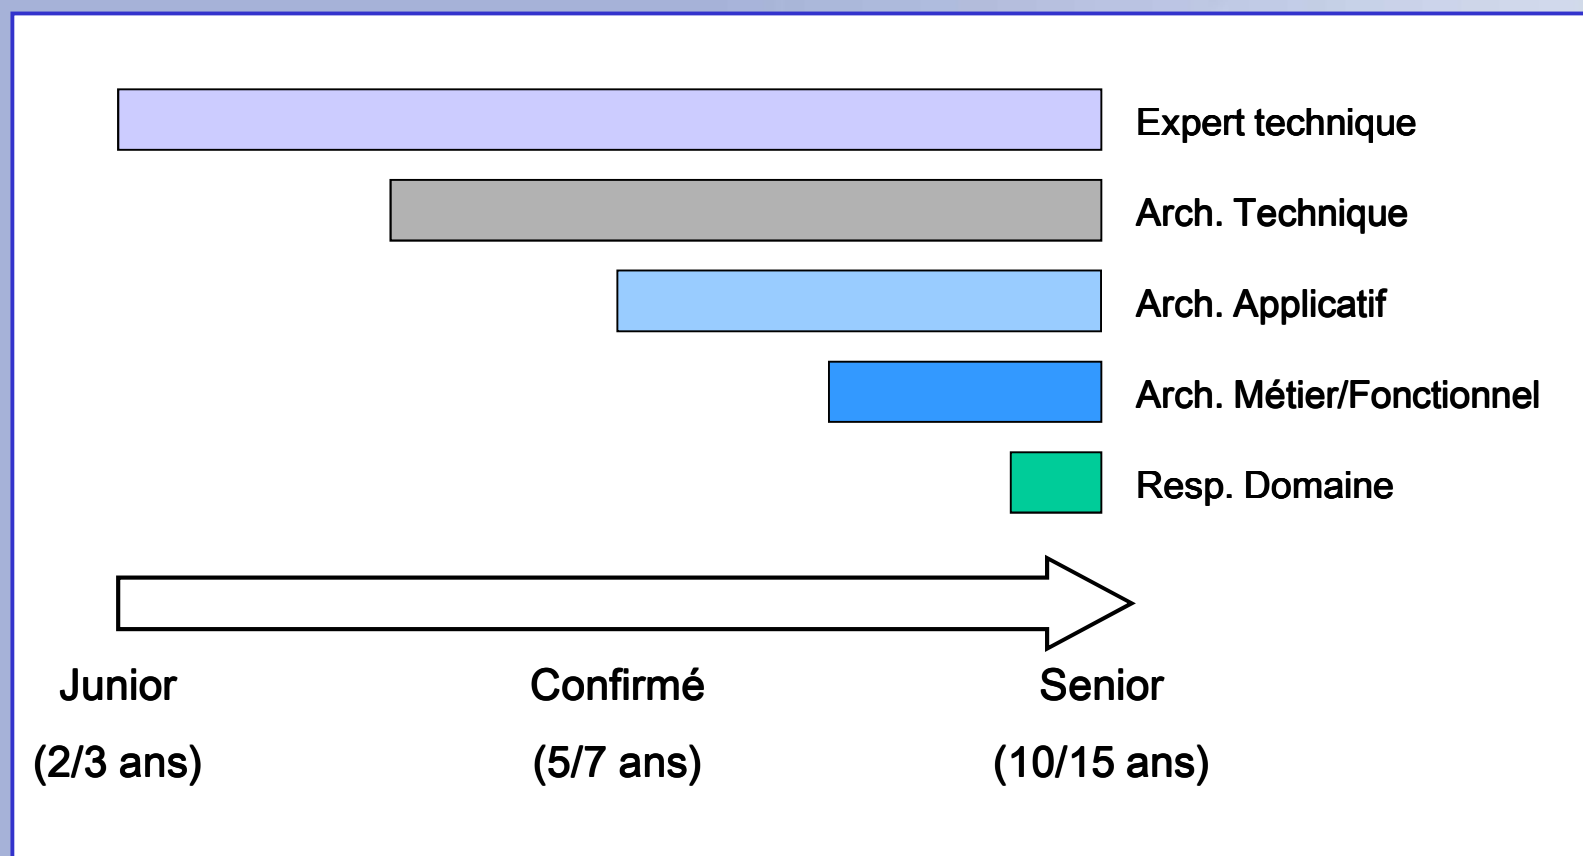 Expert technique
Arch. Technique
Arch. Applicatif
Arch. Métier/Fonctionnel
Resp. Domaine
Junior
Confirmé
Senior
(2/3 ans)
(5/7 ans)
(10/15 ans)